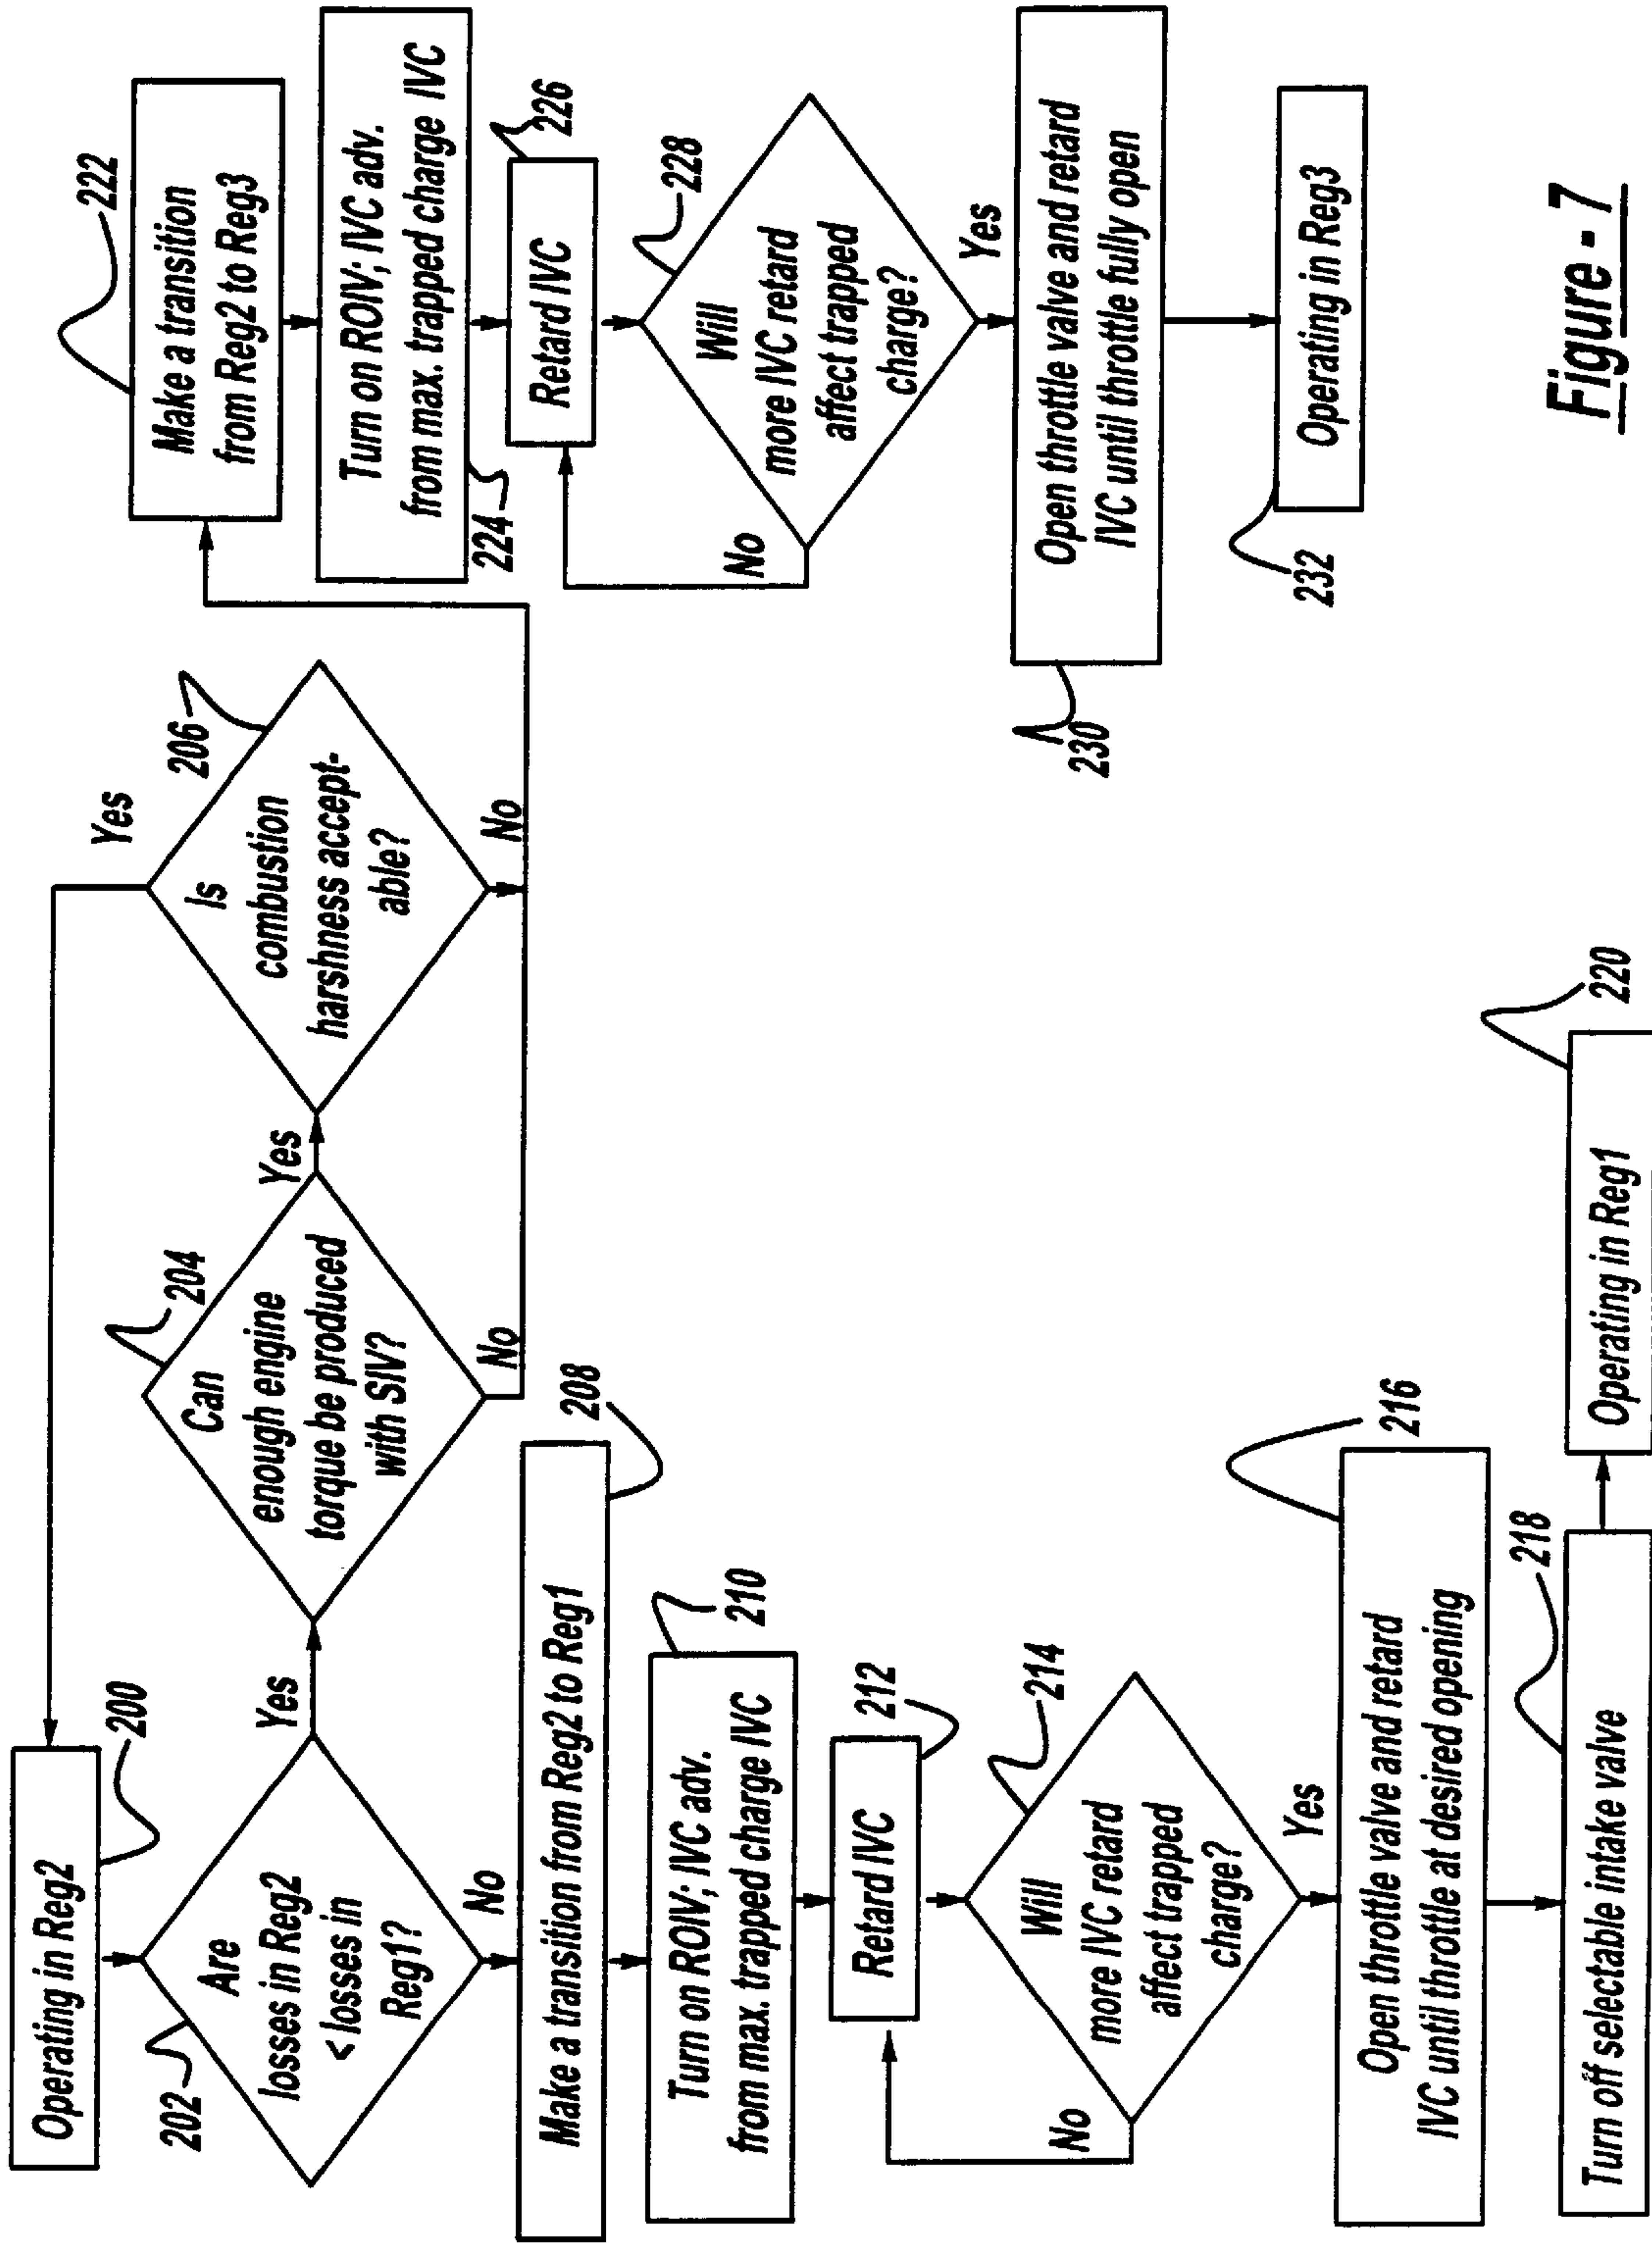 Operating in Reg2
200
Are
losses in Reg2
< losses in
Reg1?
202
Yes
No
Can
enough engine
torque be produced
with SIV?
204
Yes
No
Is
combustion
harshness accept-
able?
206
Yes
No
Make a transition from Reg2 to Reg1
208
Turn on ROIV; IVC adv.
from max. trapped charge IVC
210
Retard IVC
212
Will
more IVC retard
affect trapped
charge?
214
No
Yes
Open throttle valve and retard
IVC until throttle at desired opening
216
Turn off selectable intake valve
218
Operating in Reg1
220
Make a transition
from Reg2 to Reg3
222
Turn on ROIV; IVC adv.
from max. trapped charge IVC
224
Retard IVC
226
Will
more IVC retard
affect trapped
charge?
228
No
Yes
Open throttle valve and retard
IVC until throttle fully open
230
Operating in Reg3
232
Figure - 7